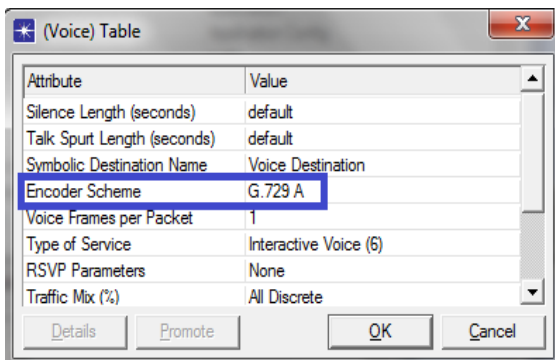 (Voice) Table
Attribute Value
Silence Length (seconds) default
Talk Spurt Length (seconds) default
Symbolic Destination Name Voice Destination
Encoder Scheme G.729 A
Voice Frames per Packet 1
Type of Service Interactive Voice (6)
RSVP Parameters None
Traffic Mix (%) All Discrete
Details Promote OK Cancel